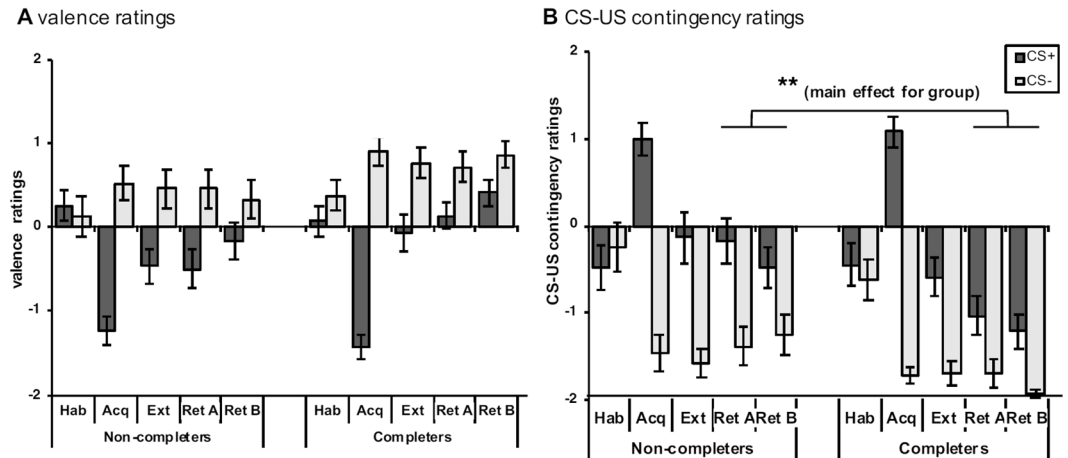 A valence ratings
2
1
0
-1
-2
valence ratings
Hab Acq Ext Ret A Ret B Hab Acq Ext Ret A Ret B
Non-completers Completers
B CS-US contingency ratings
CS+
CS-
** (main effect for group)
2
1
0
-1
-2
CS-US contingency ratings
Hab Acq Ext Ret A Ret B Hab Acq Ext Ret A Ret B
Non-completers Completers